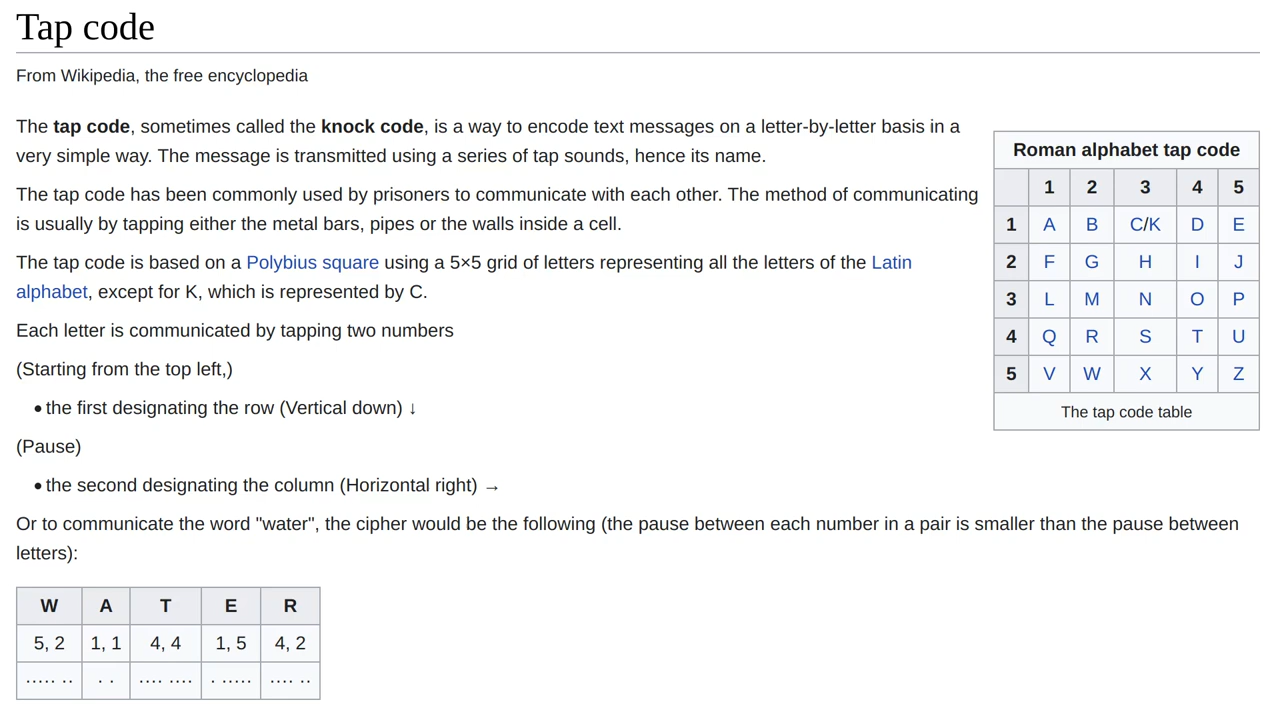 Tap code
From Wikipedia, the free encyclopedia
The tap code, sometimes called the knock code, is a way to encode text messages on a letter-by-letter basis in a
very simple way. The message is transmitted using a series of tap sounds, hence its name.
The tap code has been commonly used by prisoners to communicate with each other. The method of communicating
is usually by tapping either the metal bars, pipes or the walls inside a cell.
The tap code is based on a Polybius square using a 5×5 grid of letters representing all the letters of the Latin
alphabet, except for K, which is represented by C.
Each letter is communicated by tapping two numbers
(Starting from the top left,)
• the first designating the row (Vertical down) ↓
(Pause)
• the second designating the column (Horizontal right) →
Or to communicate the word "water", the cipher would be the following (the pause between each number in a pair is smaller than the pause between
letters):
W A T E R
5, 2 1, 1 4, 4 1, 5 4, 2
····· ·· · · ···· ···· · ····· ···· ··
Roman alphabet tap code
1 2 3 4 5
1 A B C/K D E
2 F G H I J
3 L M N O P
4 Q R S T U
5 V W X Y Z
The tap code table